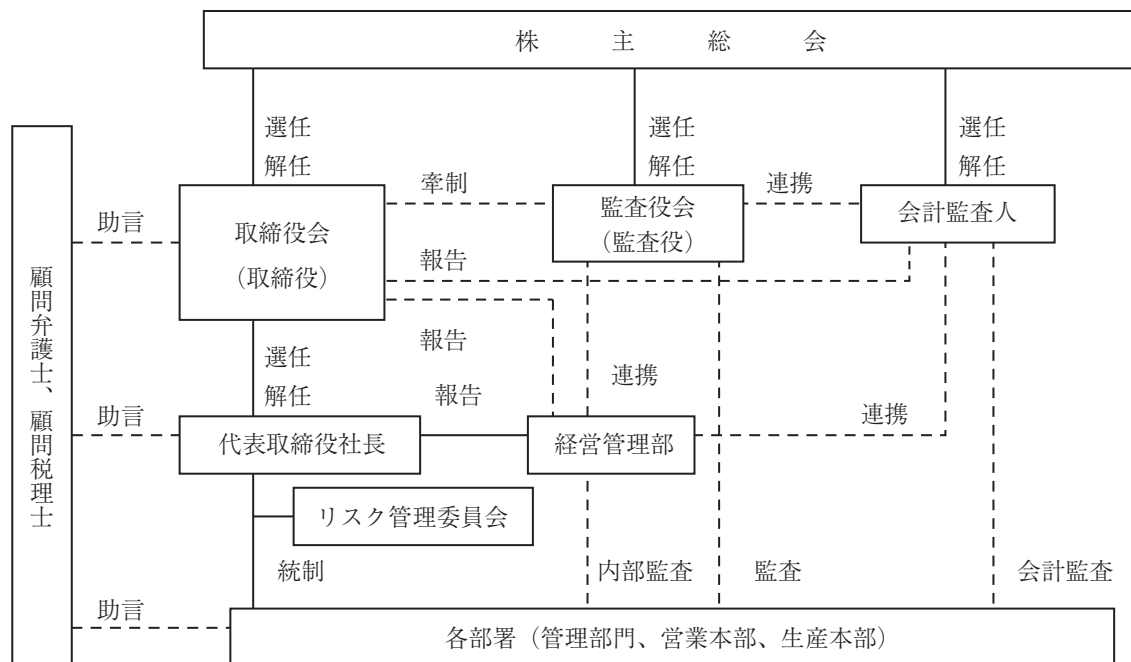 株主総会
選任
解任
選任
解任
選任
解任
顧問弁護士、顧問税理士
助言
取締役会
（取締役）
牽制
監査役会
（監査役）
連携
会計監査人
報告
報告
選任
解任
報告
連携
連携
助言
代表取締役社長
経営管理部
リスク管理委員会
統制
内部監査
監査
会計監査
助言
各部署（管理部門、営業本部、生産本部）